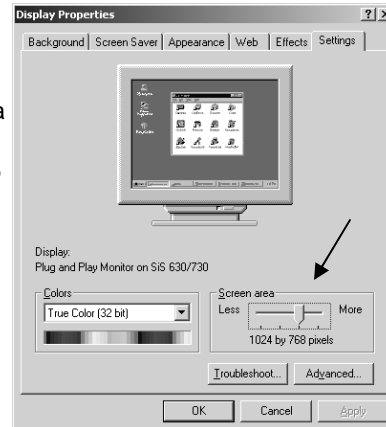 Display Properties
Background Screen Saver Appearance Web Effects Settings
a
Display:
Plug and Play Monitor on SiS 630/730
Colors
True Color (32 bit)
Screen area
Less More
1024 by 768 pixels
Troubleshoot... Advanced...
OK Cancel Apply